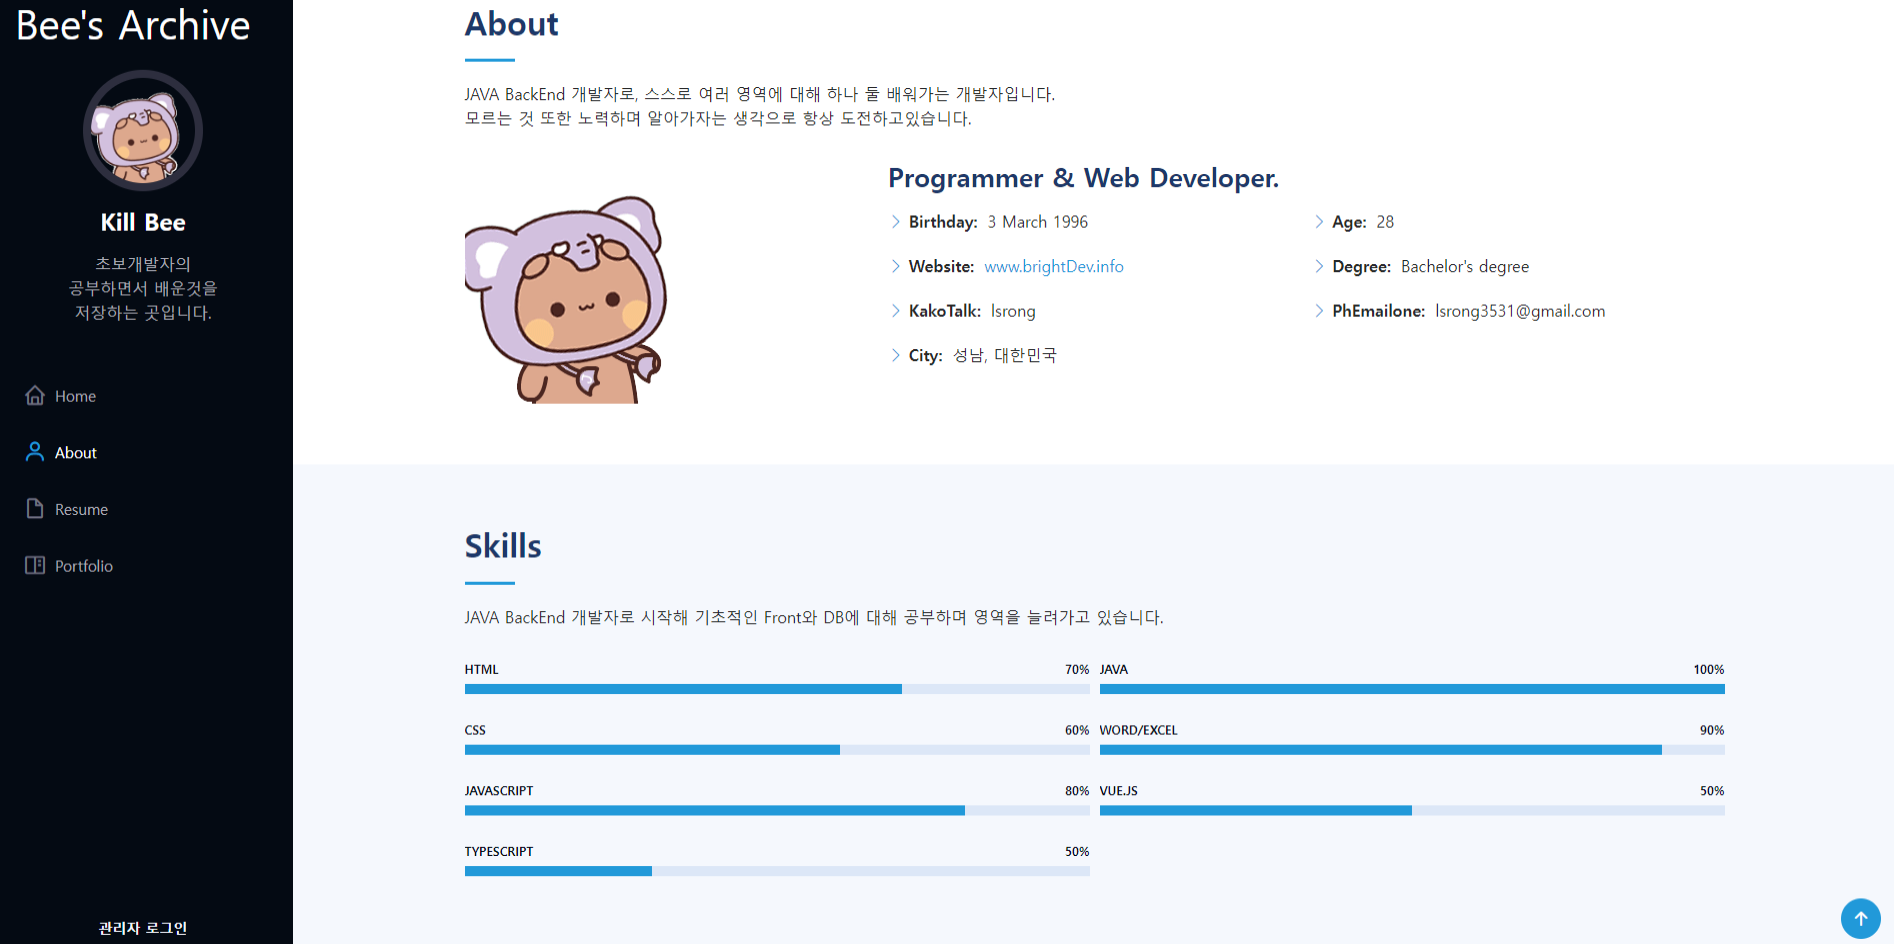 Bee's Archive
Kill Bee
초보개발자의
공부하면서 배운것을
저장하는 곳입니다.
Home
About
Resume
Portfolio
관리자 로그인
About
JAVA BackEnd 개발자로, 스스로 여러 영역에 대해 하나 둘 배워가는 개발자입니다.
모르는 것 또한 노력하며 알아가자는 생각으로 항상 도전하고있습니다.
Programmer & Web Developer.
Birthday: 3 March 1996
Age: 28
Website: www.brightDev.info
Degree: Bachelor's degree
KakoTalk: lsrong
PhEmailone: lsrong3531@gmail.com
City: 성남, 대한민국
Skills
JAVA BackEnd 개발자로 시작해 기초적인 Front와 DB에 대해 공부하며 영역을 늘려가고 있습니다.
HTML 70%
JAVA 100%
CSS 60%
WORD/EXCEL 90%
JAVASCRIPT 80%
VUE.JS 50%
TYPESCRIPT 50%